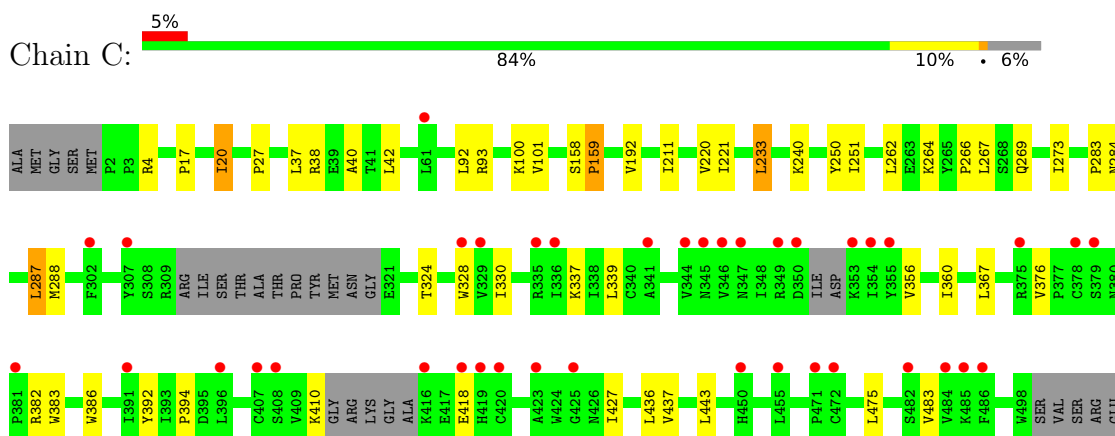 5%
Chain C:
84% 10% • 6%
ALA MET GLY SER MET P2 P3 R4 P17 I20 P27 L37 R38 E39 A40 T41 L42 L61 L92 R93 K100 V101 S158 P159 V192 I211 V220 I221 L233 K240 Y250 I251 L262 E263 K264 Y265 P266 L267 S268 Q269 I273 P283 N284
L287 M288 F302 Y307 S308 R309 ARG ILE SER THR ALA THR PRO TYR MET ASN GLY E321 T324 W328 V329 I330 R335 I336 K337 I338 L339 C340 A341 V344 N345 V346 N347 I348 R349 D350 ILE ASP K353 I354 Y355 V356 I360 L367 R375 V376 P377 C378 S379 N380
P381 R382 W383 W386 I391 Y392 I393 P394 D395 L396 C407 S408 V409 K410 GLY ARG LYS GLY ALA K416 E417 E418 H419 C420 A423 W424 G425 N426 I427 L436 V437 L443 H450 L455 P471 C472 L475 S482 V483 V484 K485 F486 W498 SER VAL SER ARG GLU